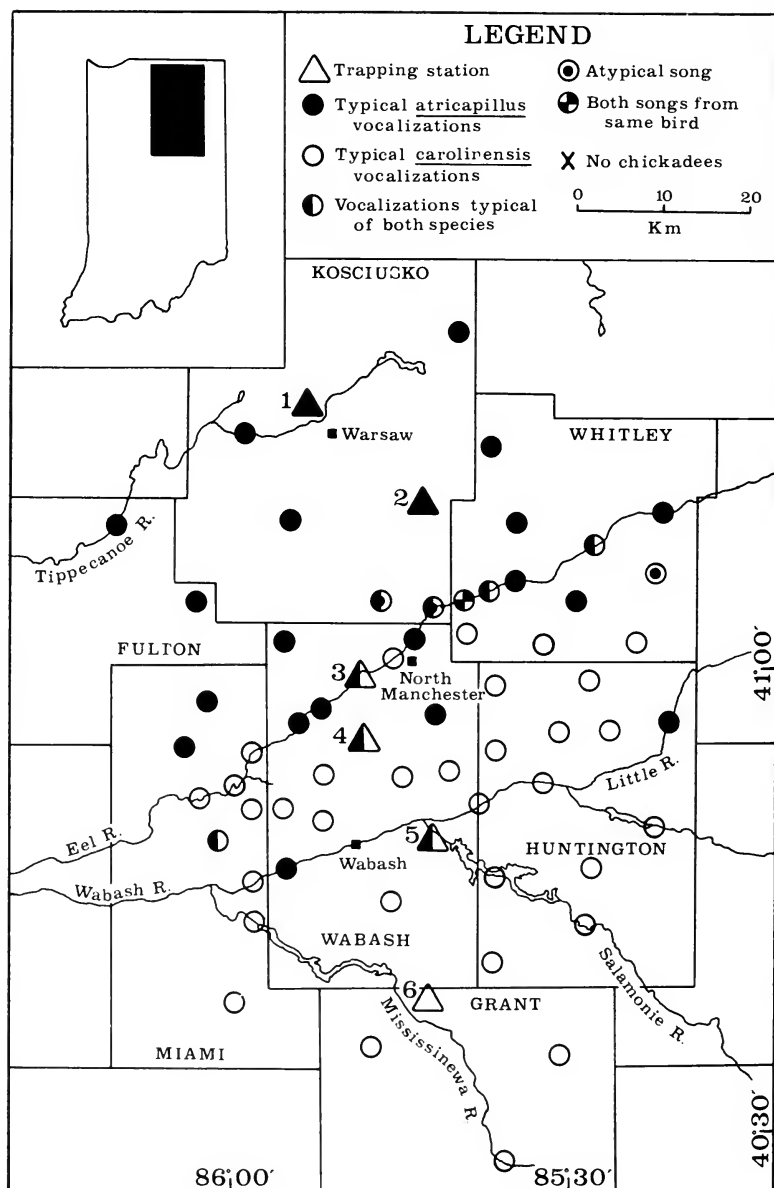 LEGEND
Trapping station
Typical atricapillus
vocalizations
Typical carolinensis
vocalizations
Vocalizations typical
of both species
Atypical song
Both songs from
same bird
No chickadees
0 10 20
Km
KOSCIUSKO
1
Warsaw
WHITLEY
2
Tippecanoe R.
FULTON
3
North
Manchester
41°00′
4
Little R.
Eel R.
5
Wabash
HUNTINGTON
Wabash R.
WABASH
Salamonie R.
6
GRANT
Mississinewa R.
MIAMI
40°30′
86°00′
85°30′